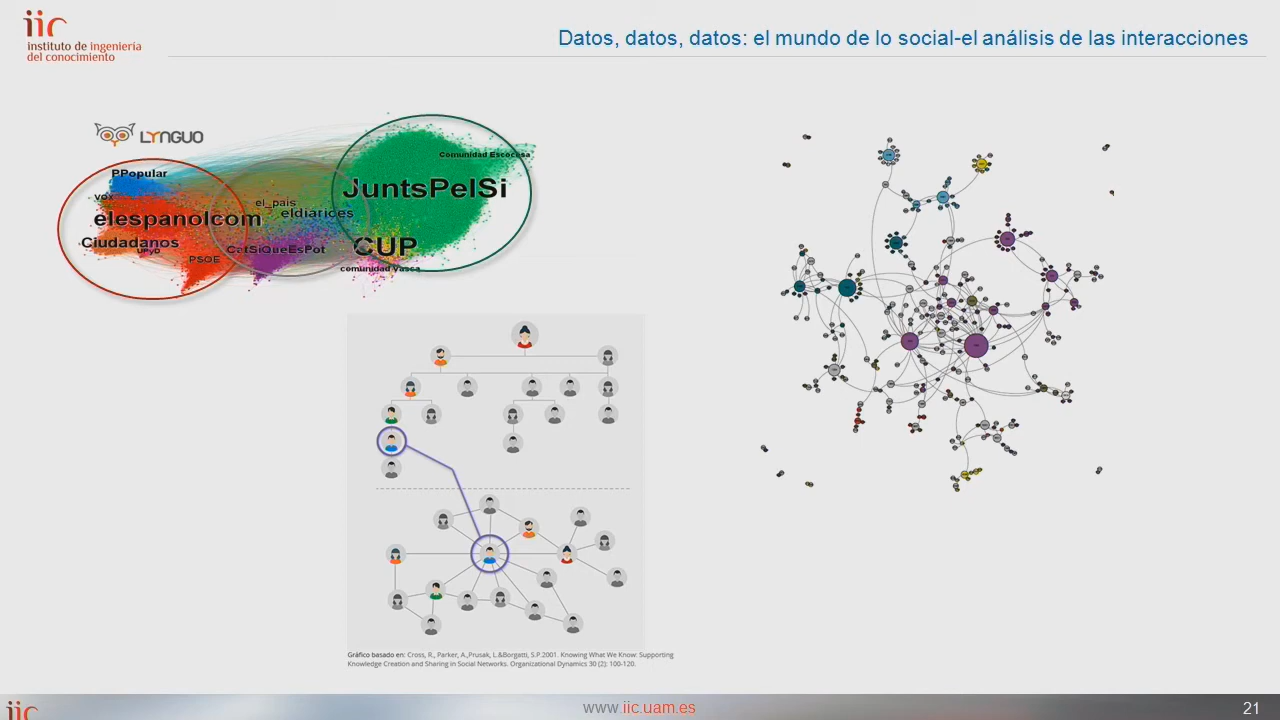 iic
instituto de ingeniería
del conocimiento
Datos, datos, datos: el mundo de lo social-el análisis de las interacciones
LYNGUO
Comunidad Escocesa
PPopular
JuntsPelSi
vox
el_pais
elespanolcom
eldiarioes
Ciudadanos
UPyD
CatSiQueEsPot
CUP
PSOE
comunidad Vasca
Gráfico basado en: Cross, R., Parker, A.,Prusak, L.&Borgatti, S.P.2001. Knowing What We Know: Supporting
Knowledge Creation and Sharing in Social Networks. Organizational Dynamics 30 (2): 100-120.
iic
www.iic.uam.es
21